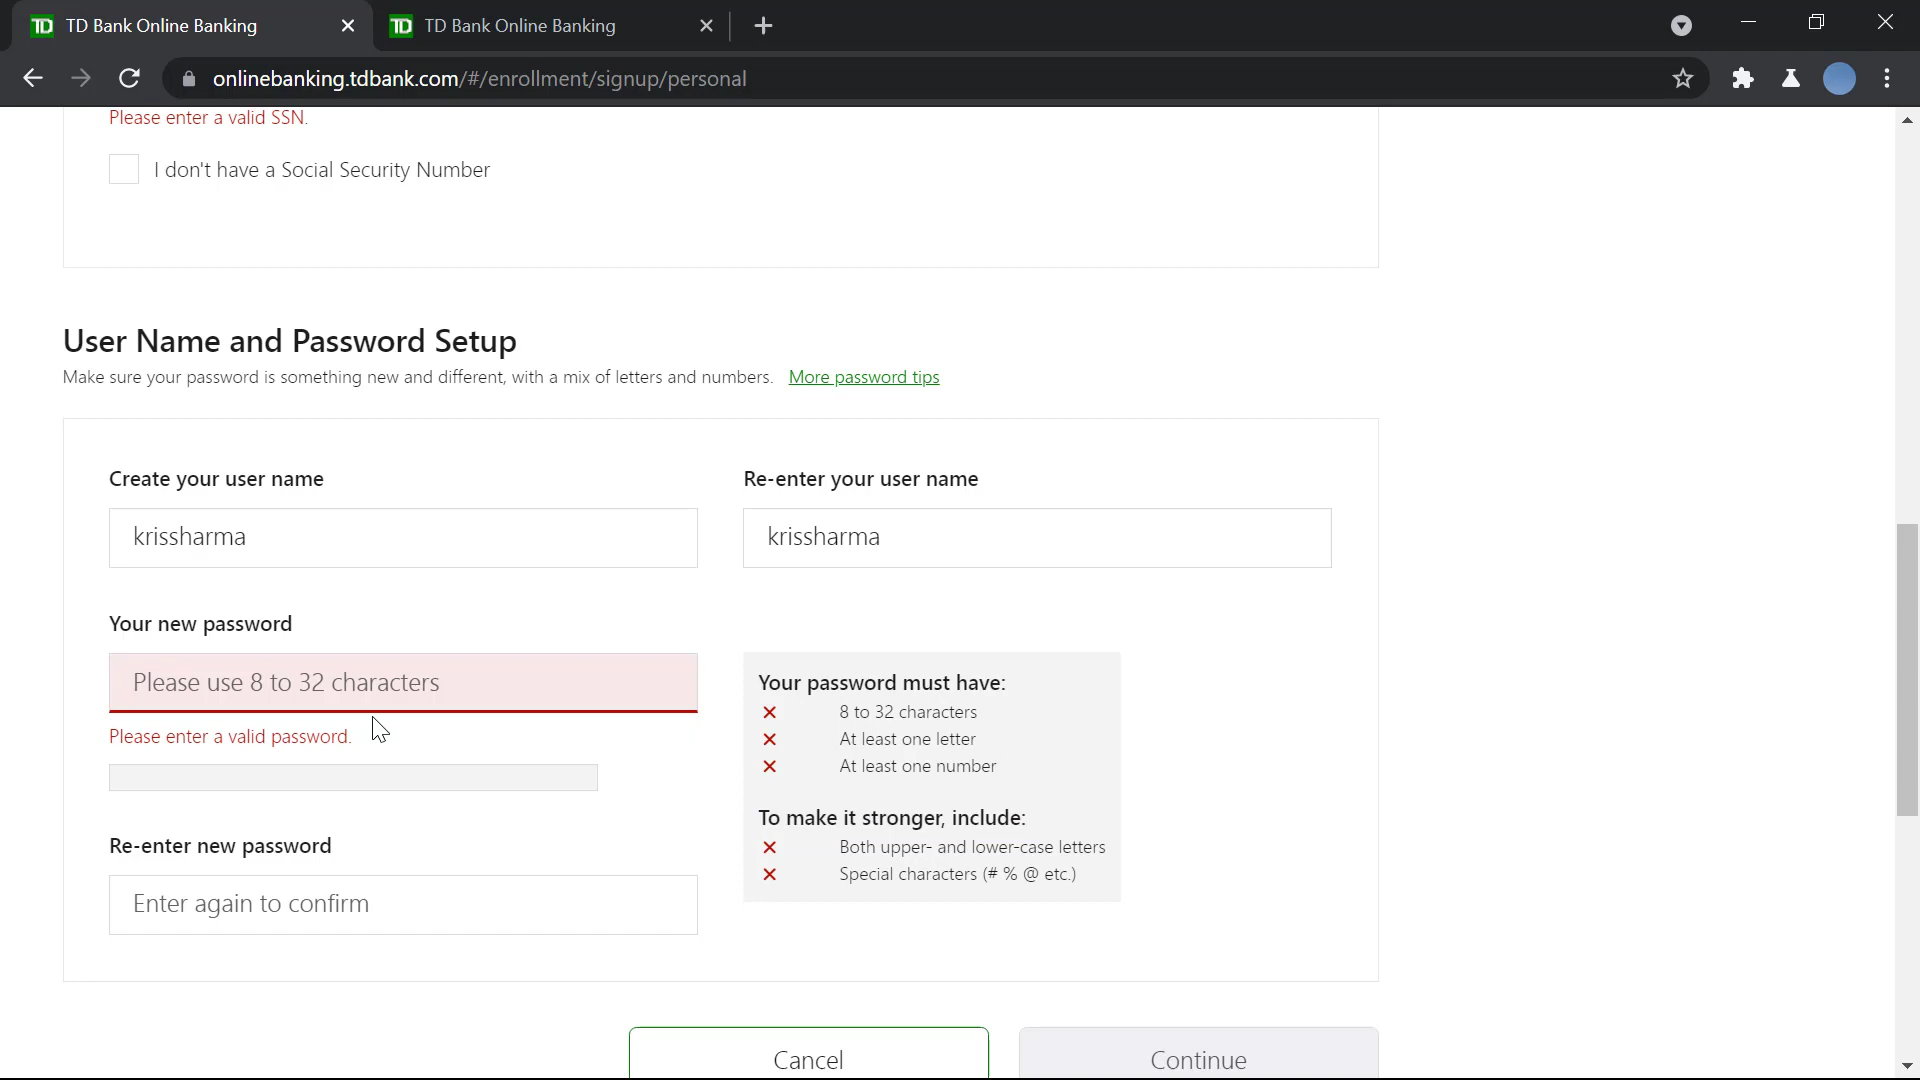 TD Bank Online Banking
TD Bank Online Banking
onlinebanking.tdbank.com/#/enrollment/signup/personal
Please enter a valid SSN.
I don't have a Social Security Number
User Name and Password Setup
Make sure your password is something new and different, with a mix of letters and numbers. More password tips
Create your user name
krissharma
Re-enter your user name
krissharma
Your new password
Please use 8 to 32 characters
Please enter a valid password.
Your password must have:
8 to 32 characters
At least one letter
At least one number
To make it stronger, include:
Both upper- and lower-case letters
Special characters (# % @ etc.)
Re-enter new password
Enter again to confirm
Cancel
Continue